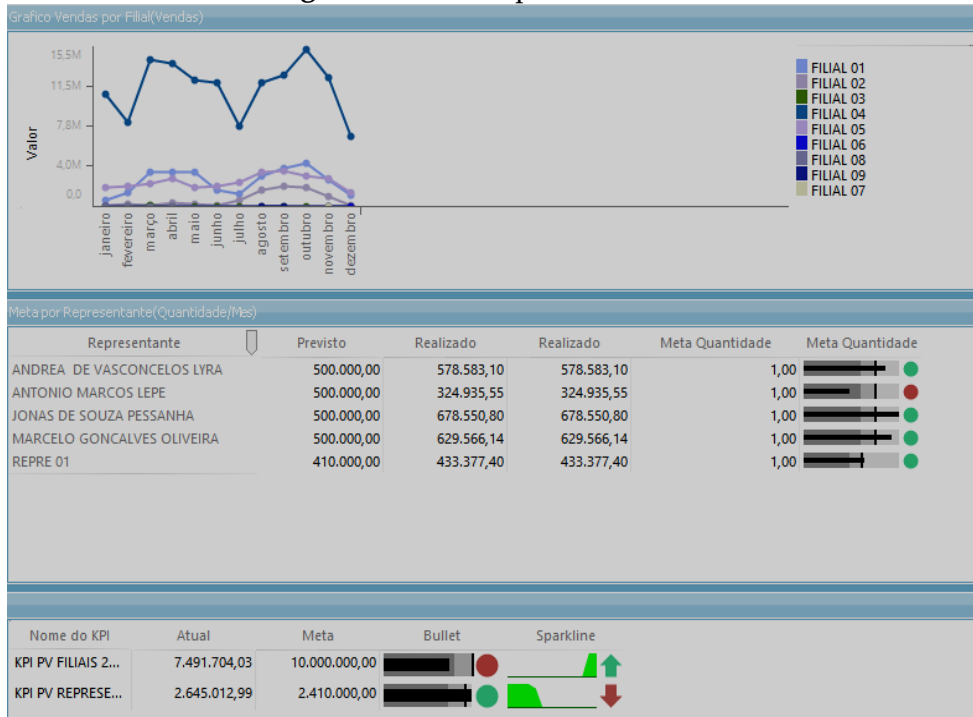 Grafico Vendas por Filial(Vendas)
15,5M
11,5M
7,8M
4,0M
0,0
Valor
janeiro
fevereiro
março
abril
maio
junho
julho
agosto
setembro
outubro
novembro
dezembro
FILIAL 01
FILIAL 02
FILIAL 03
FILIAL 04
FILIAL 05
FILIAL 06
FILIAL 08
FILIAL 09
FILIAL 07
Meta por Representante(Quantidade/Mes)
Representante Previsto Realizado Realizado Meta Quantidade Meta Quantidade
ANDREA DE VASCONCELOS LYRA 500.000,00 578.583,10 578.583,10 1,00
ANTONIO MARCOS LEPE 500.000,00 324.935,55 324.935,55 1,00
JONAS DE SOUZA PESSANHA 500.000,00 678.550,80 678.550,80 1,00
MARCELO GONCALVES OLIVEIRA 500.000,00 629.566,14 629.566,14 1,00
REPRE 01 410.000,00 433.377,40 433.377,40 1,00
Nome do KPI Atual Meta Bullet Sparkline
KPI PV FILIAIS 2... 7.491.704,03 10.000.000,00
KPI PV REPRESE... 2.645.012,99 2.410.000,00